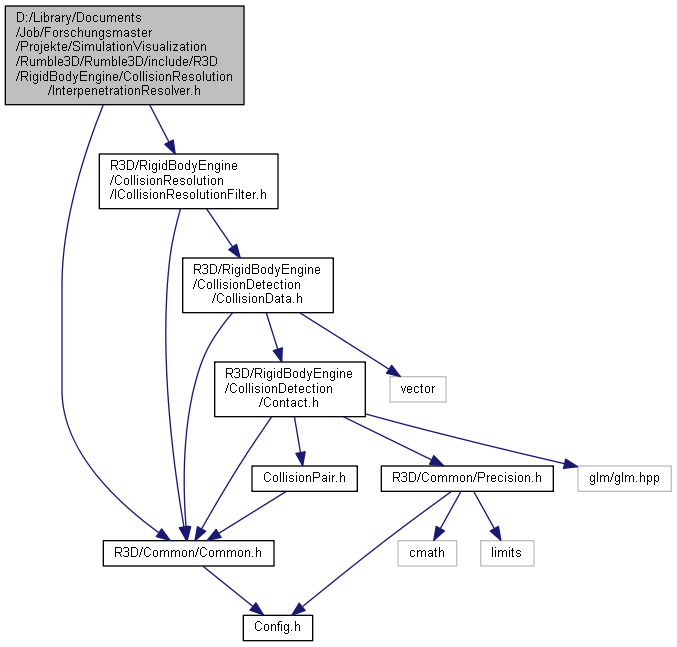 D:/Library/Documents
/Job/Forschungsmaster
/Projekte/SimulationVisualization
/Rumble3D/Rumble3D/include/R3D
/RigidBodyEngine/CollisionResolution
/InterpenetrationResolver.h
R3D/RigidBodyEngine
/CollisionResolution
/ICollisionResolutionFilter.h
R3D/RigidBodyEngine
/CollisionDetection
/CollisionData.h
R3D/RigidBodyEngine
/CollisionDetection
/Contact.h
vector
CollisionPair.h
R3D/Common/Precision.h
glm/glm.hpp
R3D/Common/Common.h
cmath
limits
Config.h